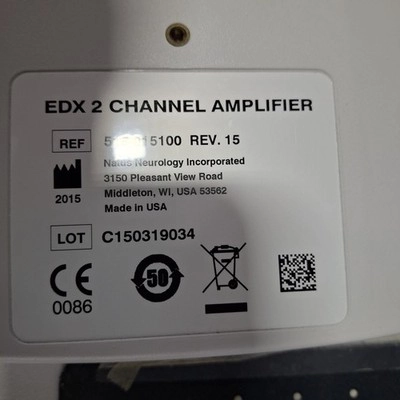 EDX 2 CHANNEL AMPLIFIER
REF
REV. 15
Natus Neurology Incorporated
3150 Pleasant View Road
Middleton, WI, USA 53562
2015
Made in USA
LOT C150319034
CE
50
0086